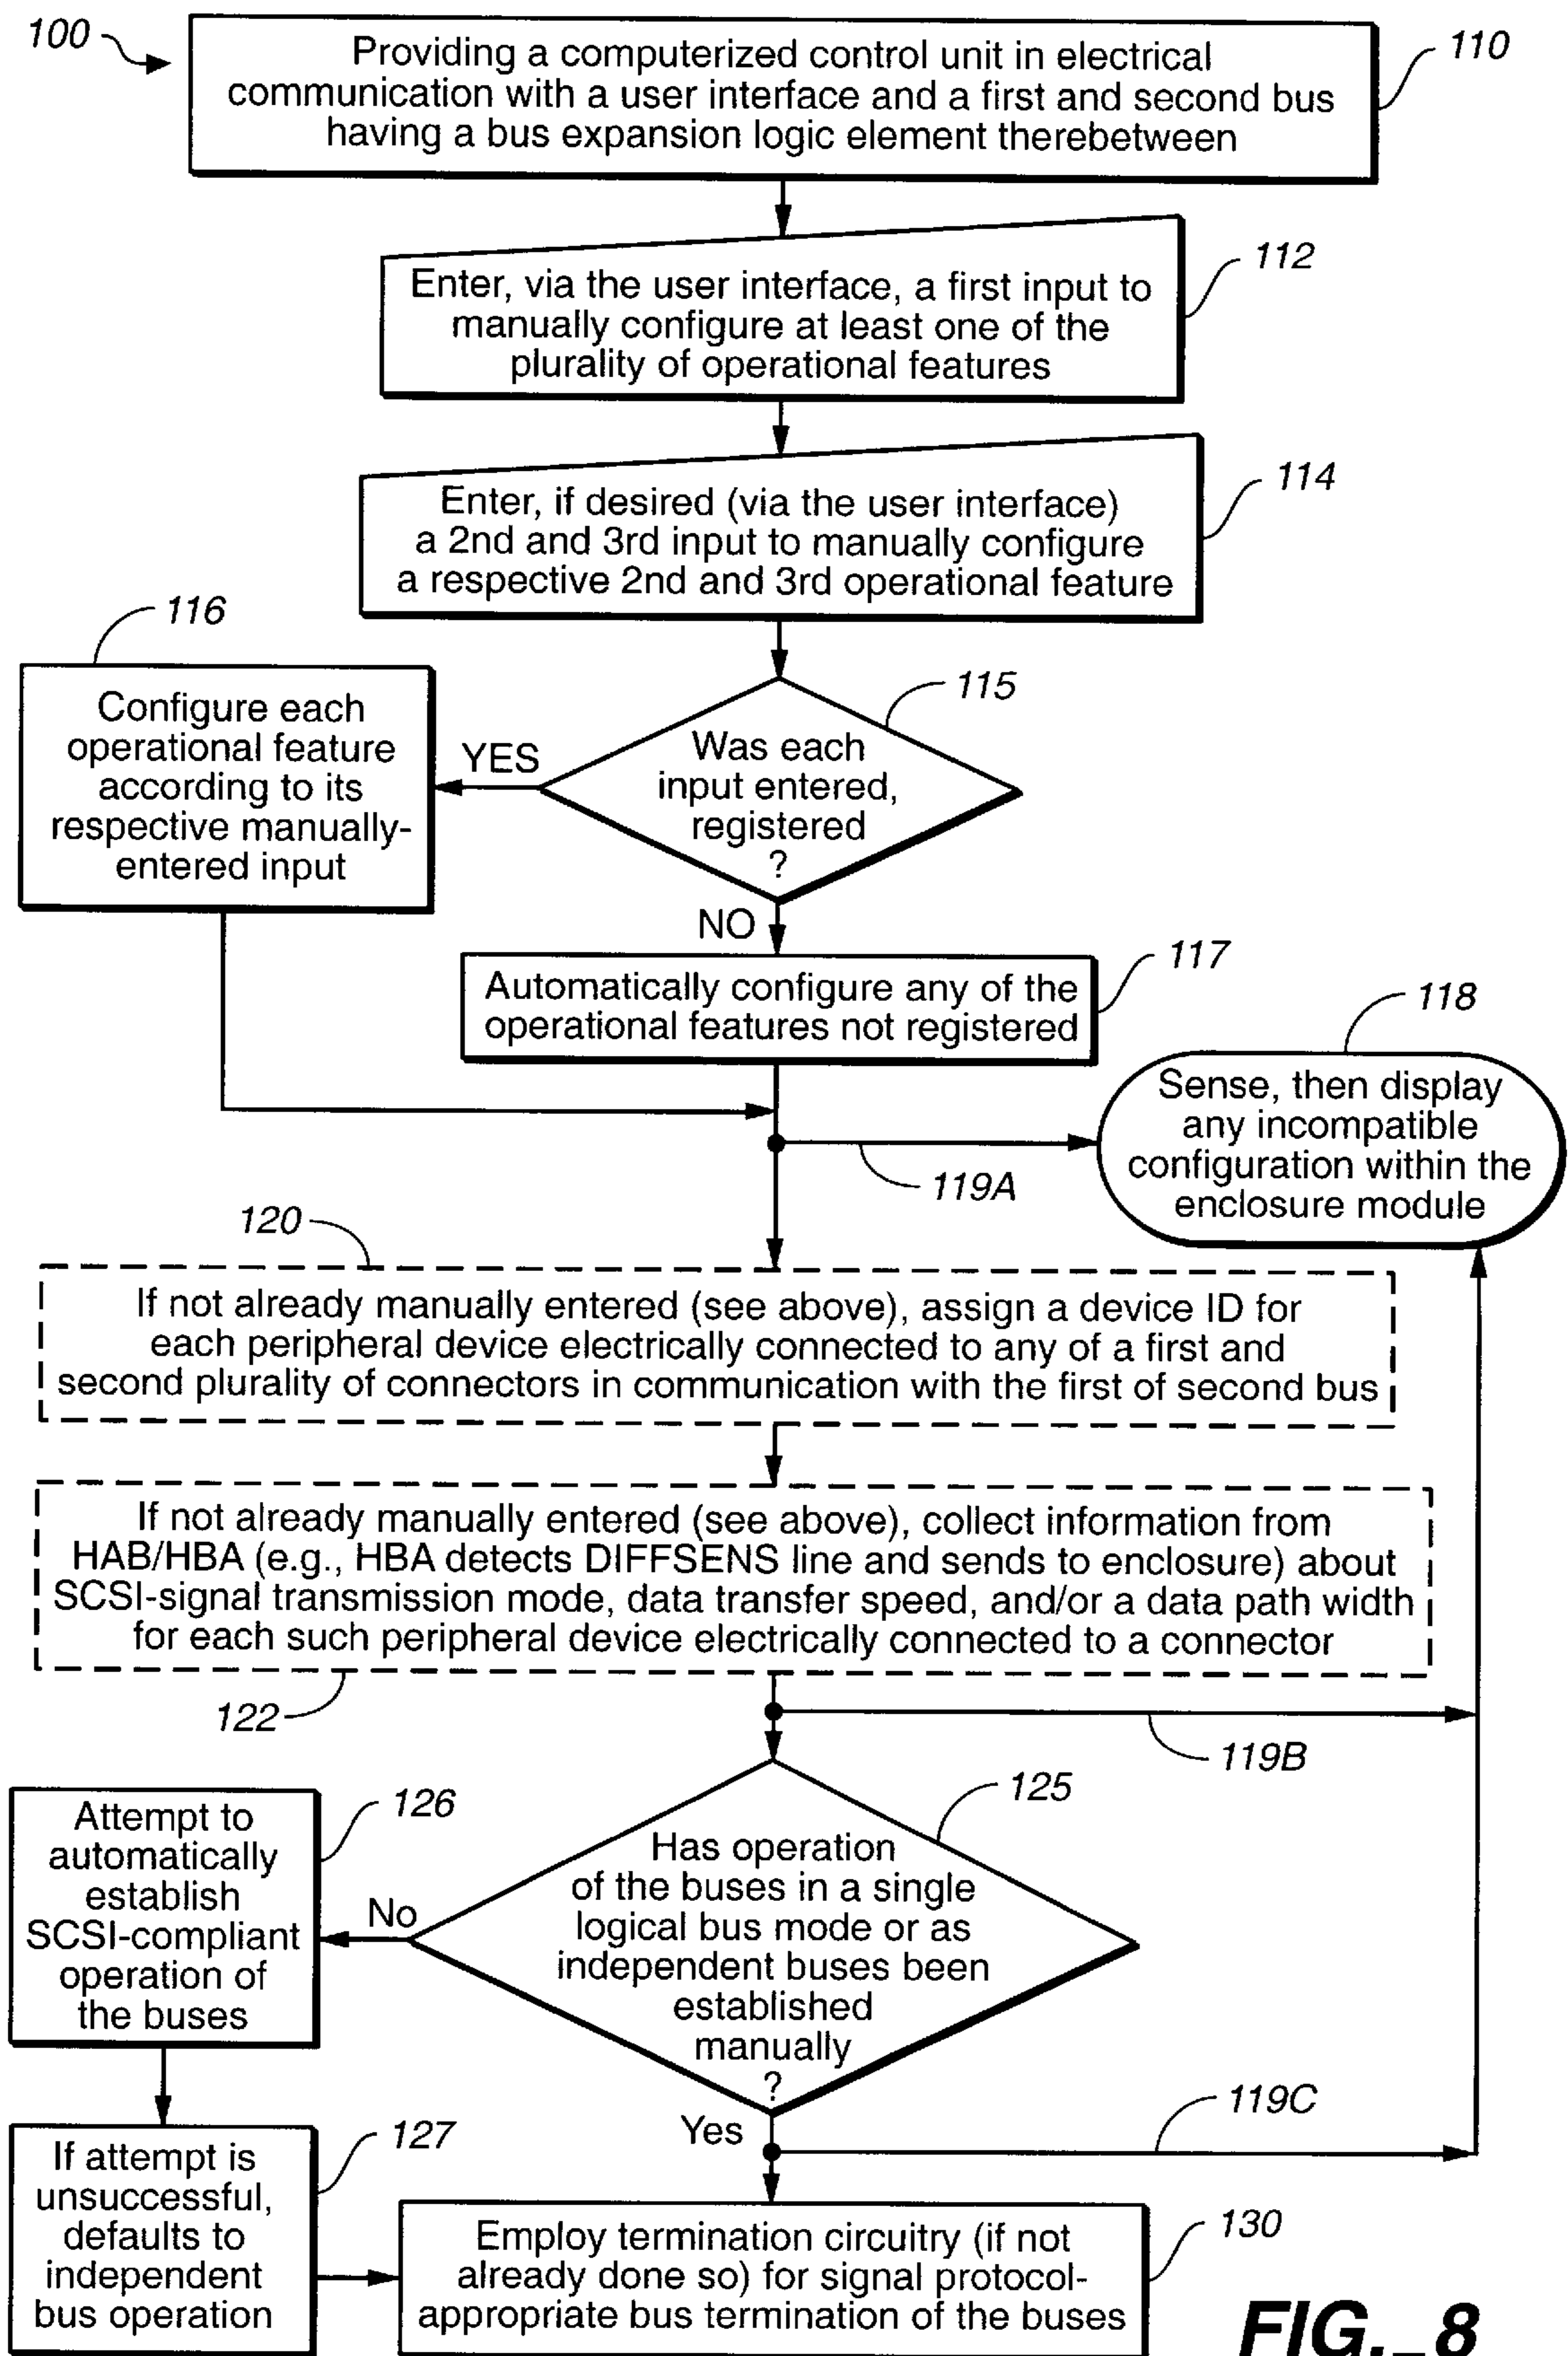 100
Providing a computerized control unit in electrical
communication with a user interface and a first and second bus
having a bus expansion logic element therebetween
110
Enter, via the user interface, a first input to
manually configure at least one of the
plurality of operational features
112
Enter, if desired (via the user interface)
a 2nd and 3rd input to manually configure
a respective 2nd and 3rd operational feature
114
116
Configure each
operational feature
according to its
respective manually-
entered input
YES
115
Was each
input entered,
registered
?
NO
117
Automatically configure any of the
operational features not registered
118
Sense, then display
any incompatible
configuration within the
enclosure module
119A
120
If not already manually entered (see above), assign a device ID for
each peripheral device electrically connected to any of a first and
second plurality of connectors in communication with the first of second bus
If not already manually entered (see above), collect information from
HAB/HBA (e.g., HBA detects DIFFSENS line and sends to enclosure) about
SCSI-signal transmission mode, data transfer speed, and/or a data path width
for each such peripheral device electrically connected to a connector
122
119B
125
Has operation
of the buses in a single
logical bus mode or as
independent buses been
established
manually
?
No
126
Attempt to
automatically
establish
SCSI-compliant
operation of
the buses
Yes
119C
127
If attempt is
unsuccessful,
defaults to
independent
bus operation
Employ termination circuitry (if not
already done so) for signal protocol-
appropriate bus termination of the buses
130
FIG._8